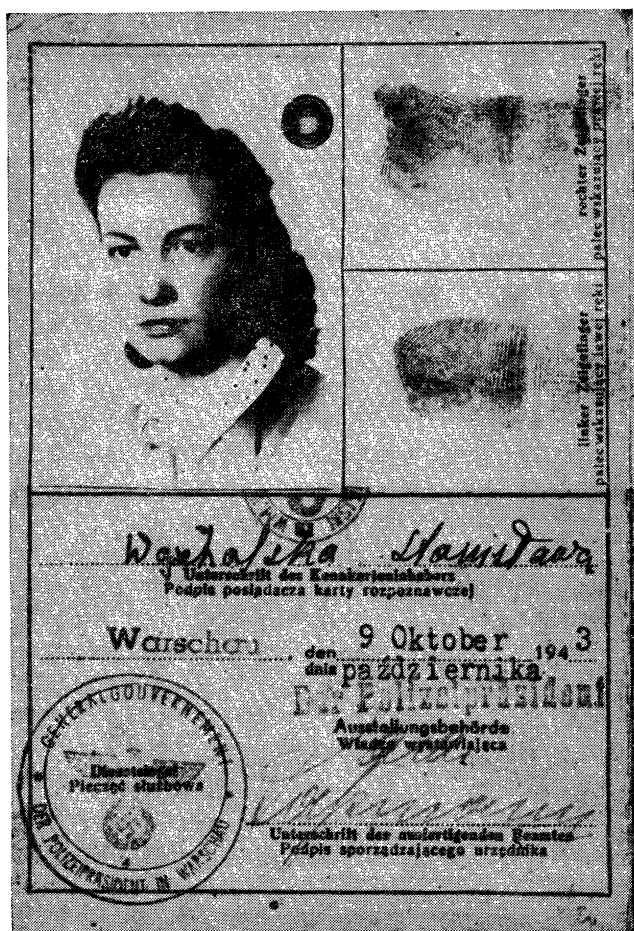 rechter Zeigefinger
palec wskazujący prawej ręki
linker Zeigefinger
palec wskazujący lewej ręki
Stanisława
Unterschrift des Kennkarteninhabers
Podpis posiadacza karty rozpoznawczej
Warschau, den 9 Oktober 1943
dnia października
Der Polizeipräsident
Ausstellungsbehörde
Władza wystawiająca
GENERALGOUVERNEMENT
Dienstsiegel
Pieczęć służbowa
DER POLIZEIPRÄSIDENT IN WARSCHAU
Unterschrift des ausfertigenden Beamten
Podpis sporządzającego urzędnika